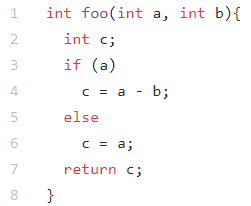 1 int foo(int a, int b){
2   int c;
3   if (a)
4     c = a - b;
5   else
6     c = a;
7   return c;
8 }